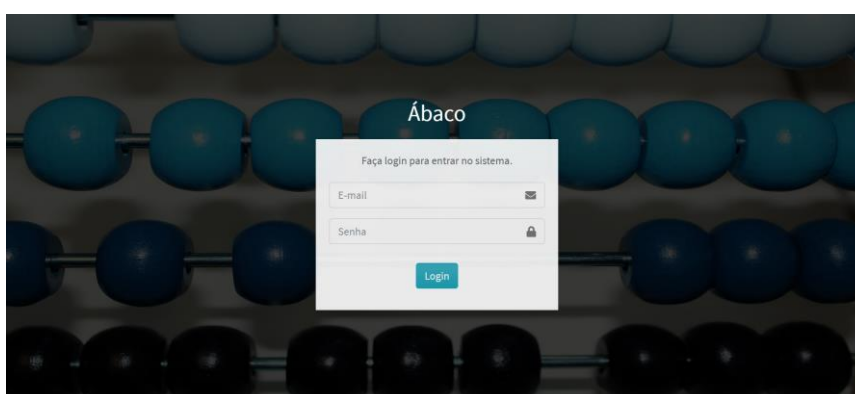 Ábaco
Faça login para entrar no sistema.
E-mail
Senha
Login